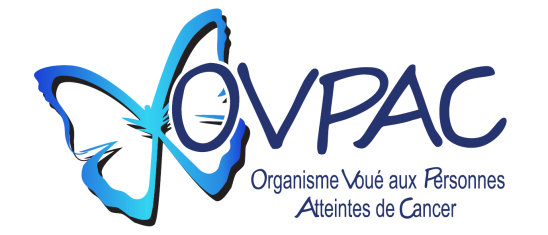 OVPAC
Organisme Voué aux Personnes
Atteintes de Cancer